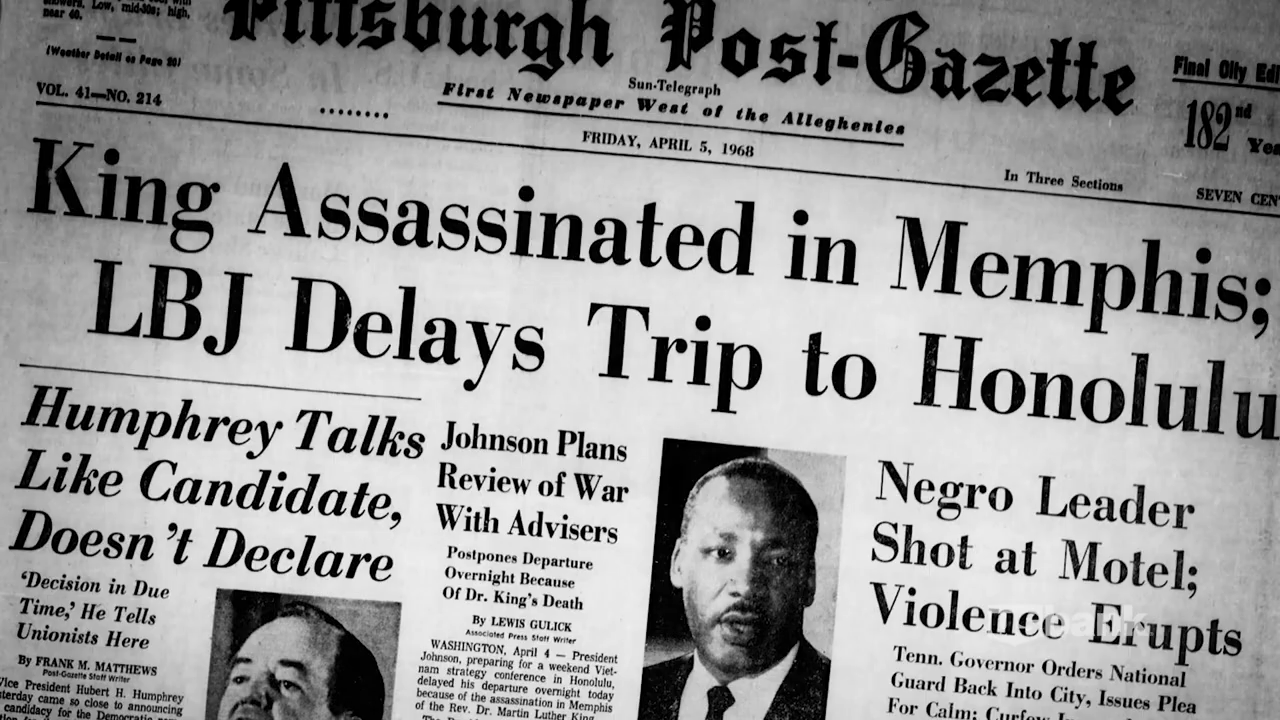 showers. Low, mid-30s; high,
near 40.
(Weather Detail on Page 20)
Pittsburgh Post-Gazette
Sun-Telegraph
First Newspaper West of the Alleghenies
Final City
182nd
VOL. 41—NO. 214
FRIDAY, APRIL 5, 1968
In Three Sections
SEVEN
King Assassinated in Memphis;
LBJ Delays Trip to Honolulu
Humphrey Talks
Like Candidate,
Doesn't Declare
'Decision in Due
Time,' He Tells
Unionists Here
By FRANK M. MATTHEWS
Post-Gazette Staff Writer
Vice President Hubert H. Humphrey
came so close to announcing
candidacy for the Democratic
Johnson Plans
Review of War
With Advisers
Postpones Departure
Overnight Because
Of Dr. King's Death
By LEWIS GULICK
Associated Press Staff Writer
WASHINGTON, April 4 — President
Johnson, preparing for a weekend Viet-
nam strategy conference in Honolulu,
delayed his departure overnight today
because of the assassination in Memphis
of the Rev. Dr. Martin Luther King
Negro Leader
Shot at Motel;
Violence Erupts
Tenn. Governor Orders National
Guard Back Into City, Issues Plea
For Calm; Curfew